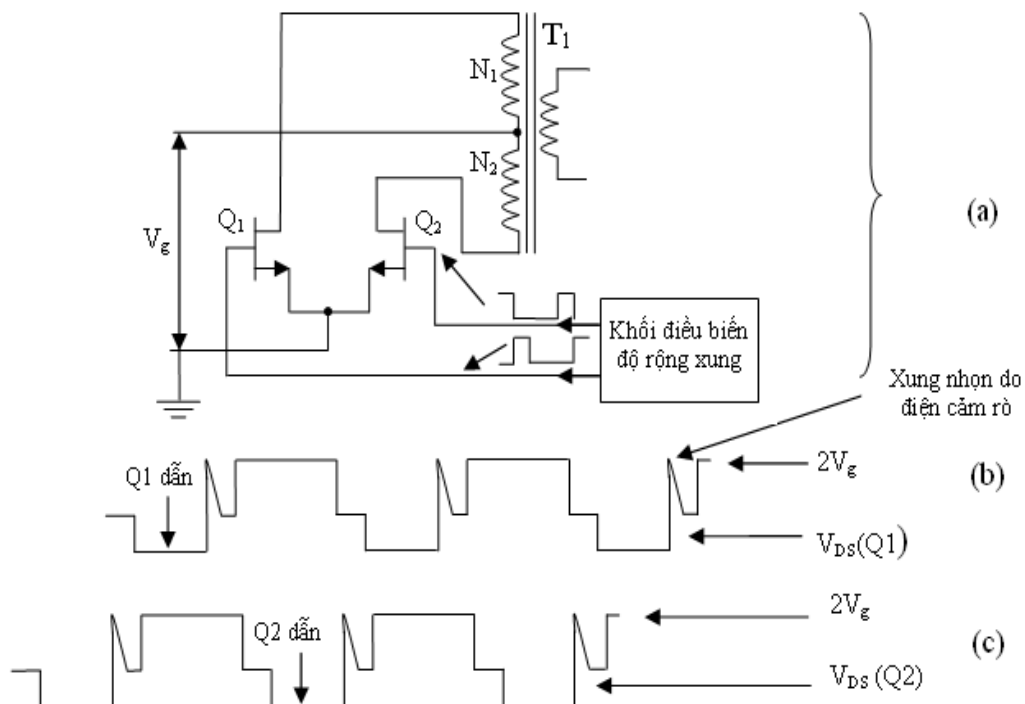 T1
N1
(a)
N2
Q1
Q2
Vg
Khối điều biến
độ rộng xung
Xung nhọn do
điện cảm rò
Q1 dẫn
2Vg
(b)
VDS(Q1)
Q2 dẫn
2Vg
(c)
VDS (Q2)